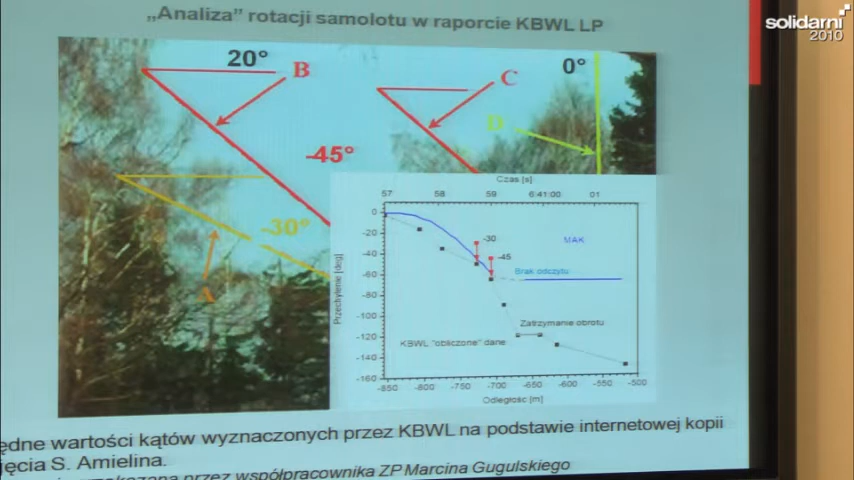 „Analiza” rotacji samolotu w raporcie KBWL LP
solidarni
2010
20°
B
C
0°
D
-45°
-30°
A
Czas [s]
57 58 59 6:41:00 01
0
-20
-40
-60
-80
-100
-120
-140
-160
Przechylenie [deg]
MAK
-30
-45
Brak odczytu
Zatrzymanie obrotu
KBWL "obliczone" dane
-850 -800 -750 -700 -650 -600 -550 -500
Odległość [m]
ędne wartości kątów wyznaczonych przez KBWL na podstawie internetowej kopii
jęcia S. Amielina.
przez współpracownika ZP Marcina Gugulskiego